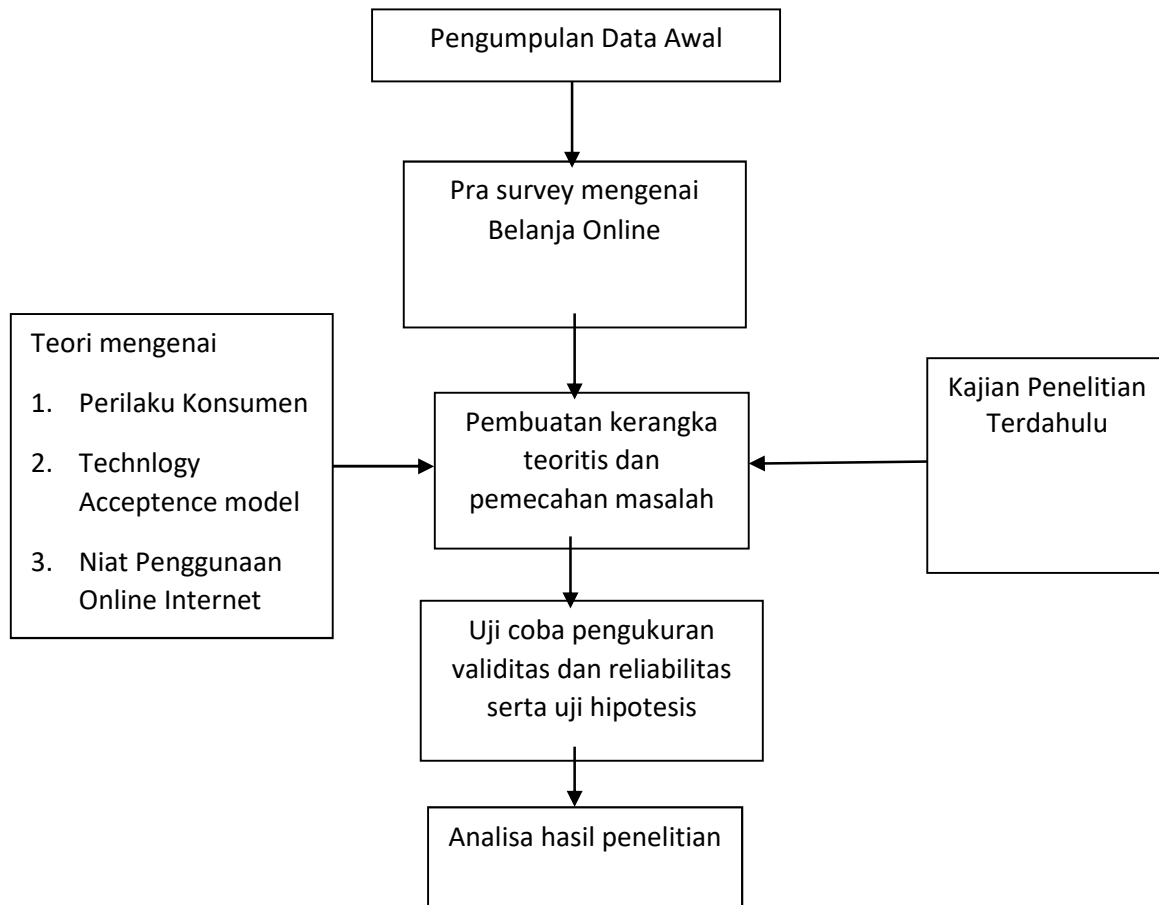 Pengumpulan Data Awal
Pra survey mengenai
Belanja Online
Teori mengenai
1. Perilaku Konsumen
2. Technlogy
Acceptence model
3. Niat Penggunaan
Online Internet
Pembuatan kerangka
teoritis dan
pemecahan masalah
Kajian Penelitian
Terdahulu
Uji coba pengukuran
validitas dan reliabilitas
serta uji hipotesis
Analisa hasil penelitian